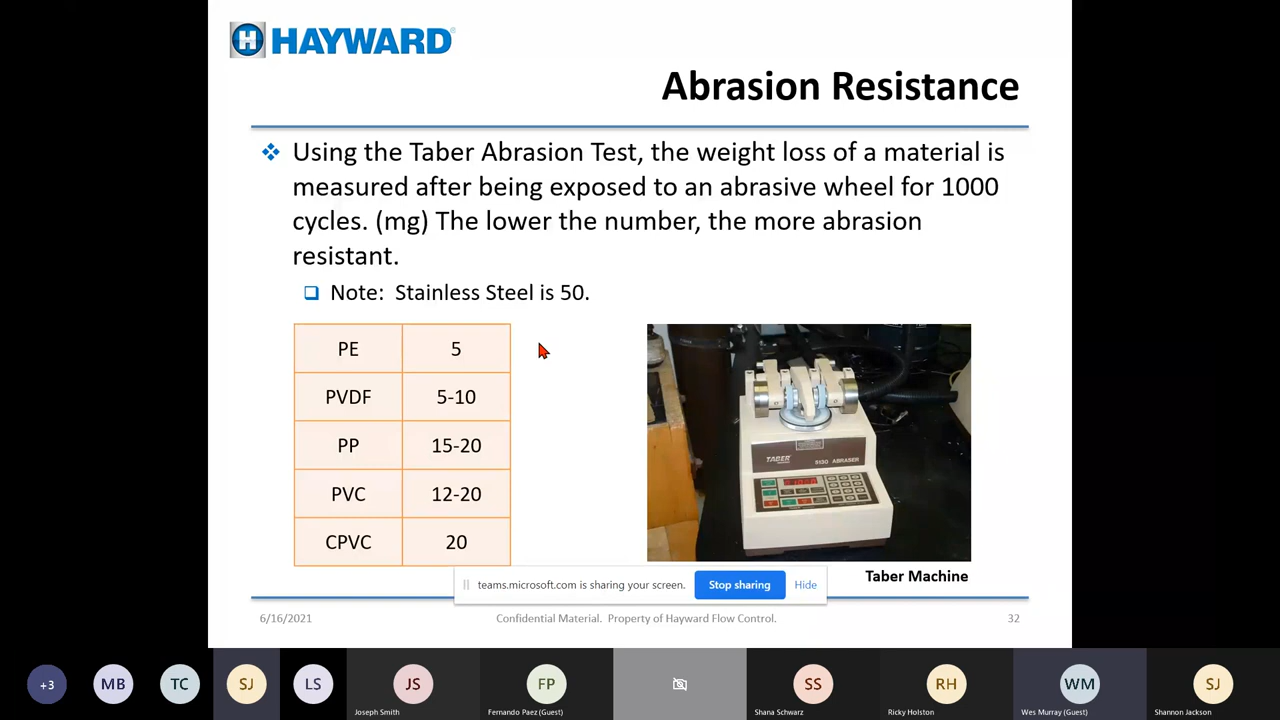 H HAYWARD
Abrasion Resistance
Using the Taber Abrasion Test, the weight loss of a material is
measured after being exposed to an abrasive wheel for 1000
cycles. (mg) The lower the number, the more abrasion
resistant.
Note: Stainless Steel is 50.
PE 5
PVDF 5-10
PP 15-20
PVC 12-20
CPVC 20
TABER 5130 ABRASER
Taber Machine
teams.microsoft.com is sharing your screen. Stop sharing Hide
6/16/2021 Confidential Material. Property of Hayward Flow Control. 32
+3 MB TC SJ LS JS FP SS RH WM SJ
Joseph Smith Fernando Paez (Guest) Shana Schwarz Ricky Holston Wes Murray (Guest) Shannon Jackson